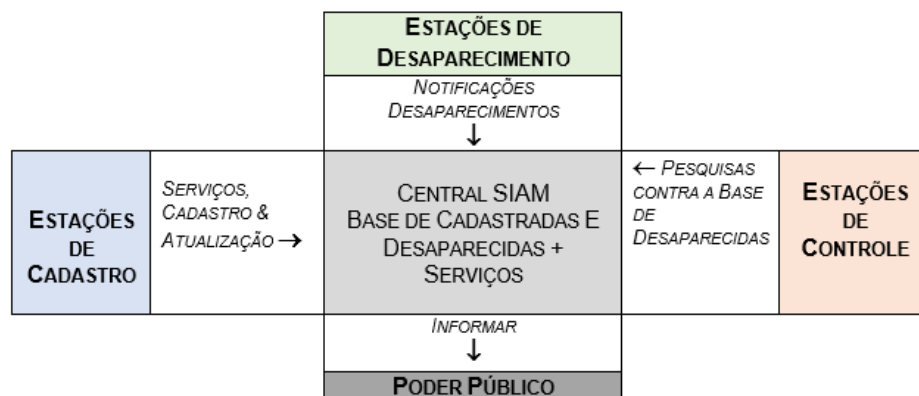 ESTAÇÕES DE
DESAPARECIMENTO
NOTIFICAÇÕES
DESAPARECIMENTOS
↓
ESTAÇÕES
DE
CADASTRO
SERVIÇOS,
CADASTRO &
ATUALIZAÇÃO →
CENTRAL SIAM
BASE DE CADASTRADAS E
DESAPARECIDAS +
SERVIÇOS
← PESQUISAS
CONTRA A BASE
DE
DESAPARECIDAS
ESTAÇÕES
DE
CONTROLE
INFORMAR
↓
PODER PÚBLICO